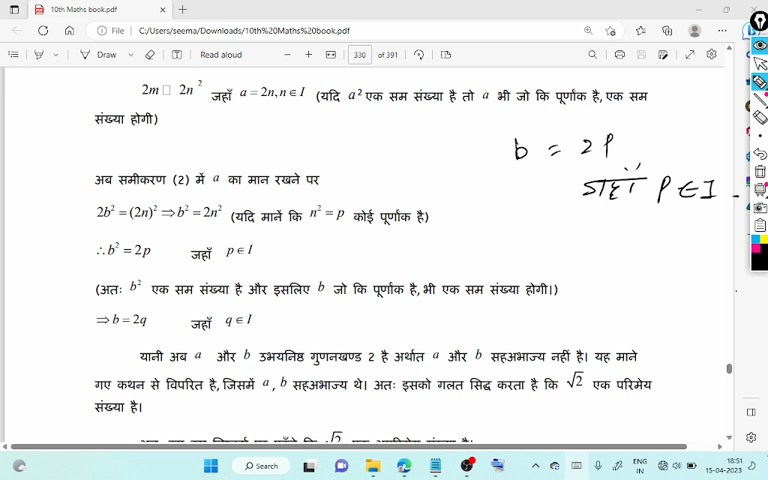 10th Maths book.pdf
File | C:/Users/seema/Downloads/10th%20Maths%20book.pdf
Draw | Read aloud 330 of 391
2m □ 2n² जहाँ a = 2n, n ∈ I (यदि a² एक सम संख्या है तो a भी जो कि पूर्णांक है, एक सम
संख्या होगी)
b = 2P
अब समीकरण (2) में a का मान रखने पर
जहां P ∈ I
2b² = (2n)² ⇒ b² = 2n² (यदि मानें कि n² = p कोई पूर्णांक है)
∴ b² = 2p जहाँ p ∈ I
(अतः b² एक सम संख्या है और इसलिए b जो कि पूर्णांक है, भी एक सम संख्या होगी।)
⇒ b = 2q जहाँ q ∈ I
यानी अब a और b उभयनिष्ठ गुणनखण्ड 2 है अर्थात a और b सहअभाज्य नहीं है। यह माने
गए कथन से विपरित है, जिसमें a, b सहअभाज्य थे। अतः इसको गलत सिद्ध करता है कि √2 एक परिमेय
संख्या है।
Search
ENG
IN
18:51
15-04-2023